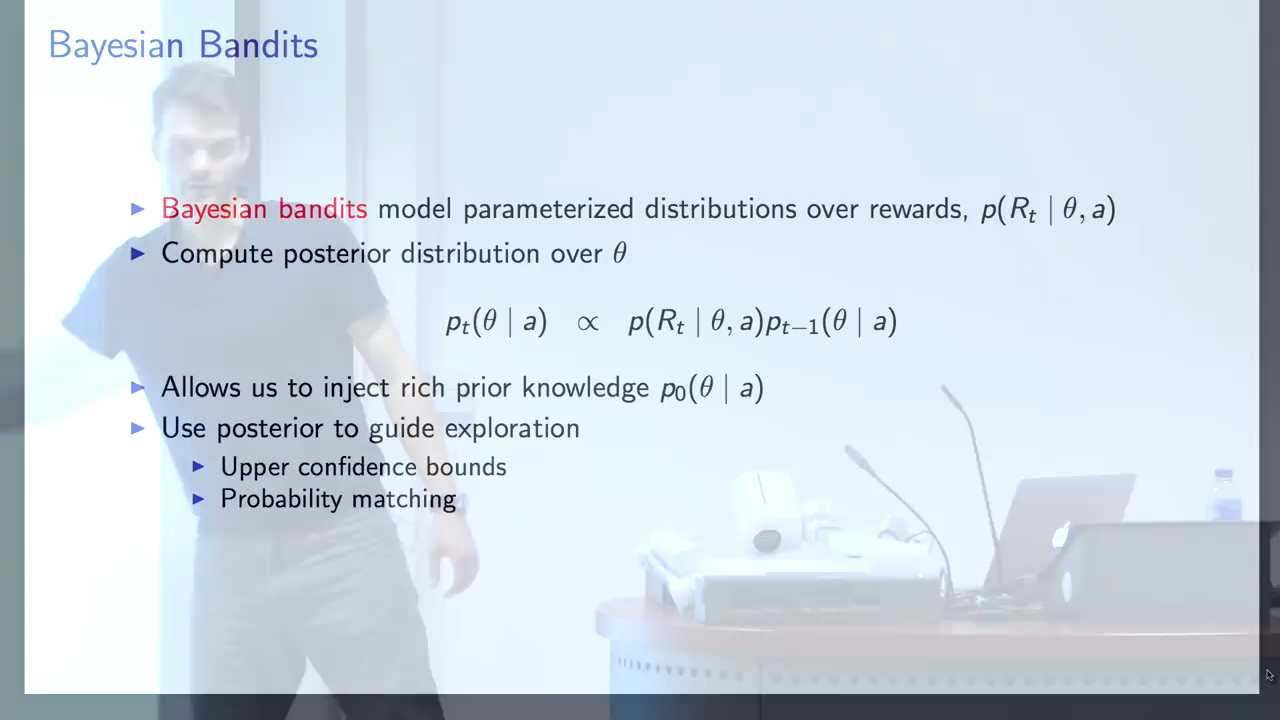 Bayesian Bandits
▶ Bayesian bandits model parameterized distributions over rewards, p(R_t | θ, a)
▶ Compute posterior distribution over θ
p_t(θ | a) ∝ p(R_t | θ, a)p_{t−1}(θ | a)
▶ Allows us to inject rich prior knowledge p_0(θ | a)
▶ Use posterior to guide exploration
▶ Upper confidence bounds
▶ Probability matching